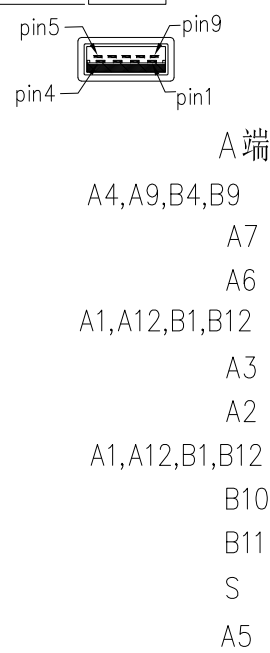 pin5 pin9
pin4 pin1
A端
A4,A9,B4,B9
A7
A6
A1,A12,B1,B12
A3
A2
A1,A12,B1,B12
B10
B11
S
A5